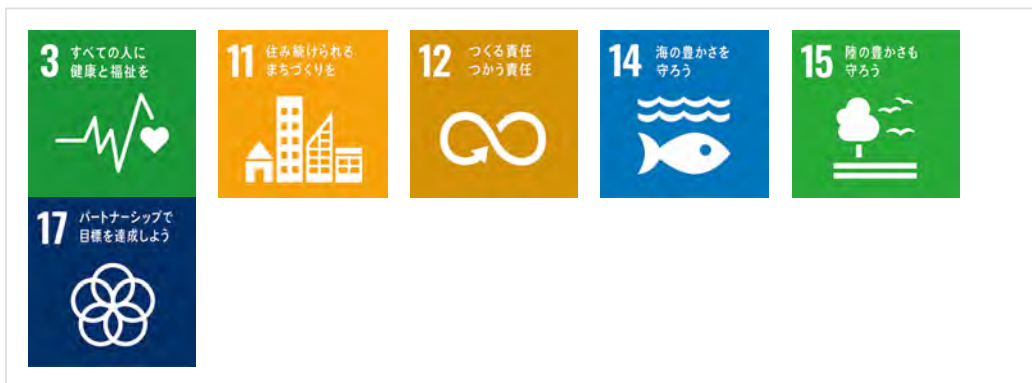 3 すべての人に
健康と福祉を
11 住み続けられる
まちづくりを
12 つくる責任
つかう責任
14 海の豊かさを
守ろう
15 陸の豊かさも
守ろう
17 パートナーシップで
目標を達成しよう